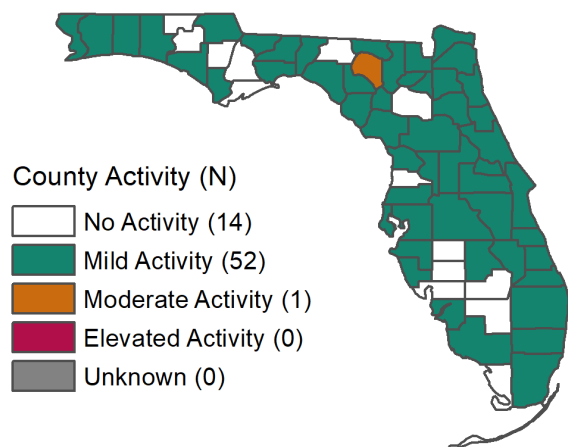 County Activity (N)
No Activity (14)
Mild Activity (52)
Moderate Activity (1)
Elevated Activity (0)
Unknown (0)